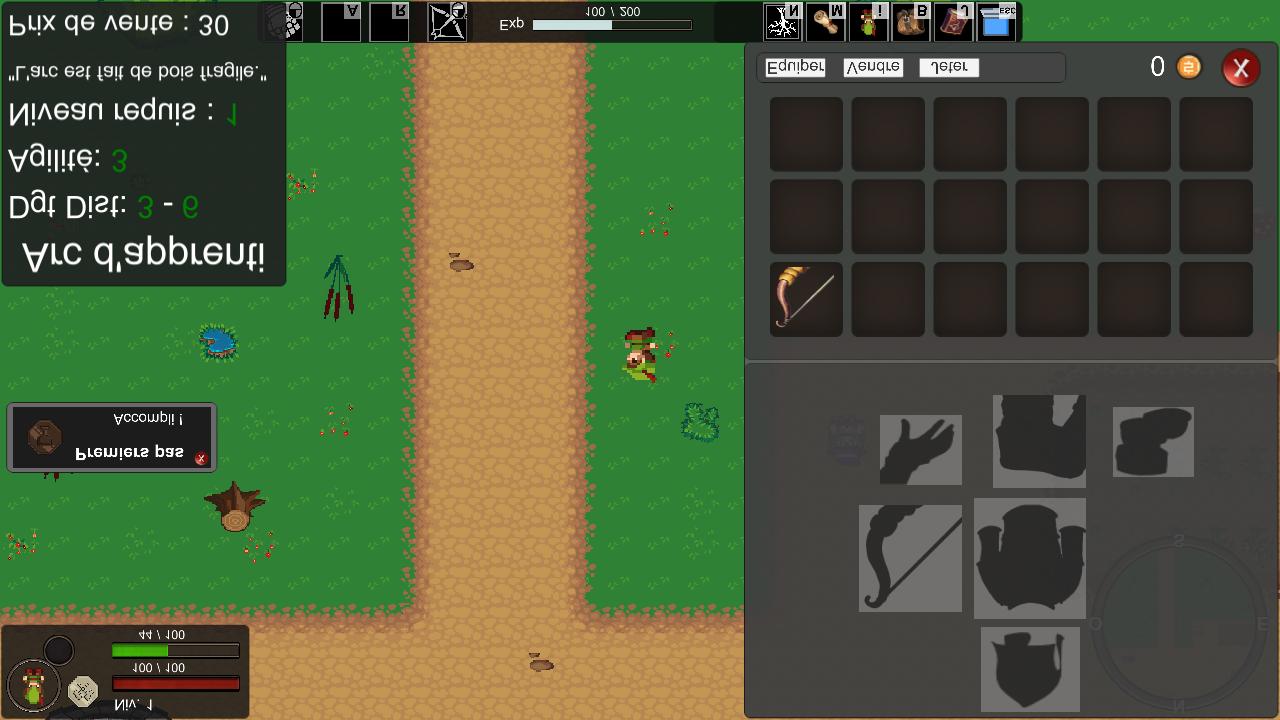 Niv. 1
100 / 100
44 / 100
N
O
E
S
Premiers pas
Accompli !
Arc d'apprenti
Dgt Dist: 3 - 6
Agilité: 3
Niveau requis : 1
"L'arc est fait de bois fragile."
Prix de vente : 30
Equiper Vendre Jeter
0
X
A
R
Exp
100 / 200
N
M
i
B
J
esc